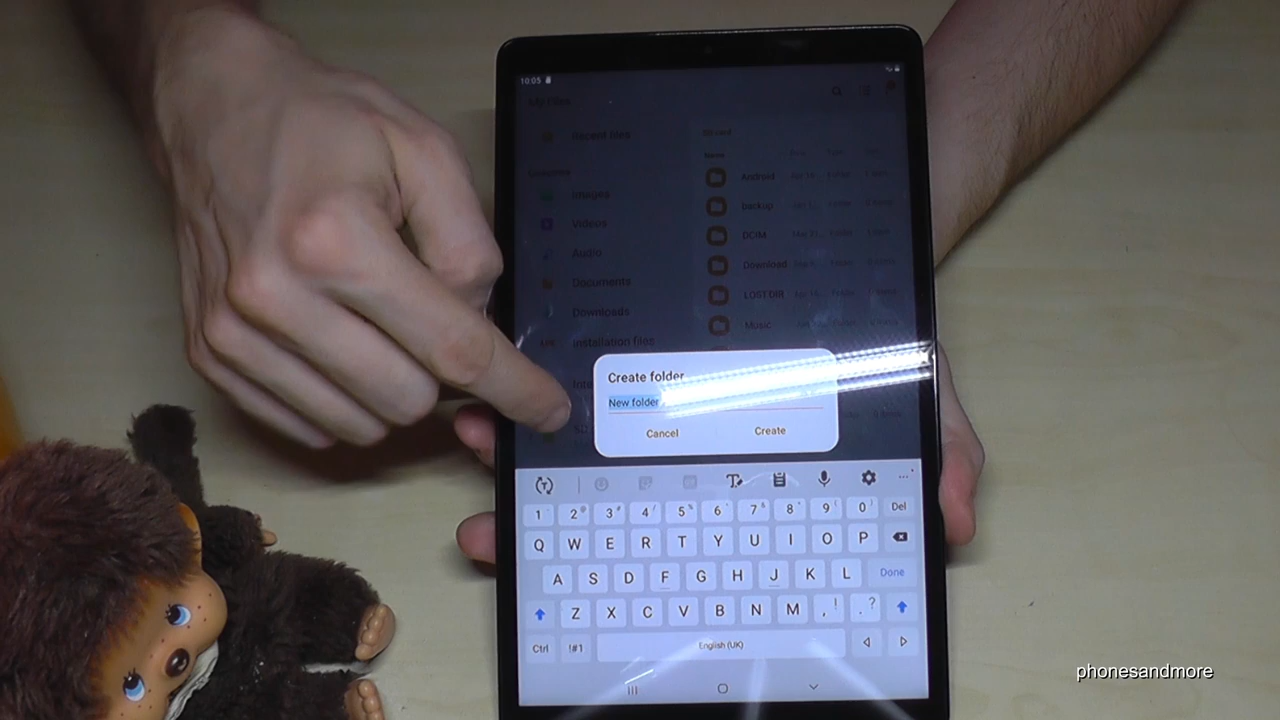 10:05
My Files
Recent files
Saved
Name
Images
Videos
Audio
Documents
Downloads
Installation files
Android
backup
DCIM
Download
LOST.DIR
Music
Create folder
New folder
Cancel Create
1 2 3 4 5 6 7 8 9 0 Del
Q W E R T Y U I O P
A S D F G H J K L Done
Z X C V B N M , ! . ?
Ctrl !#1 English (UK)
phonesandmore